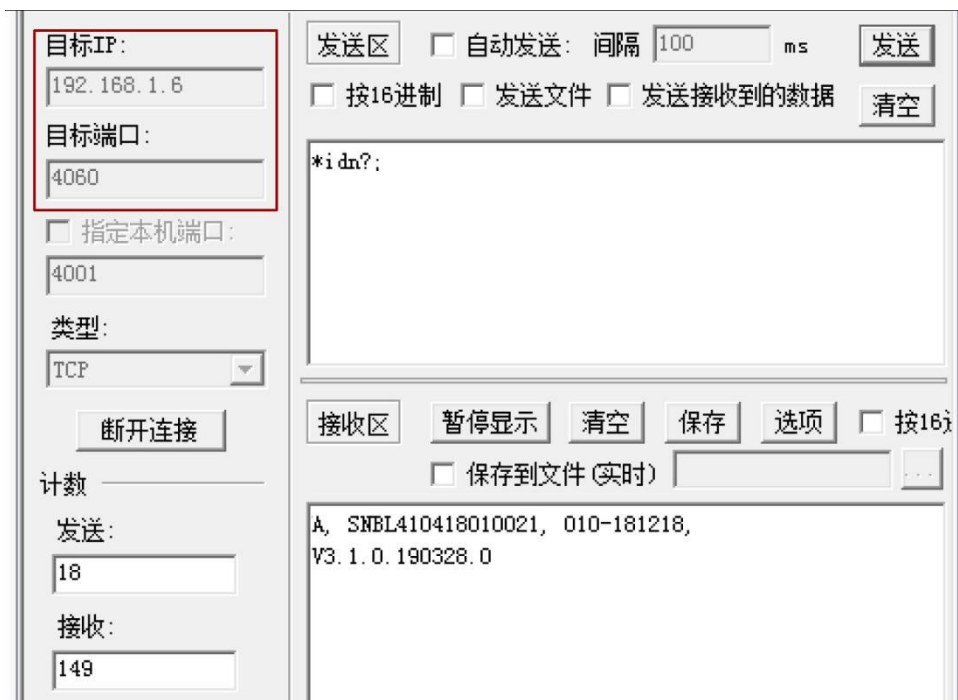 目标IP:
192.168.1.6
目标端口:
4060
指定本机端口:
4001
类型:
TCP
断开连接
计数
发送:
18
接收:
149
发送区 自动发送: 间隔 100 ms 发送
按16进制 发送文件 发送接收到的数据 清空
*idn?;
接收区 暂停显示 清空 保存 选项 按16
保存到文件(实时) ...
A, SNBL410418010021, 010-181218,
V3.1.0.190328.0